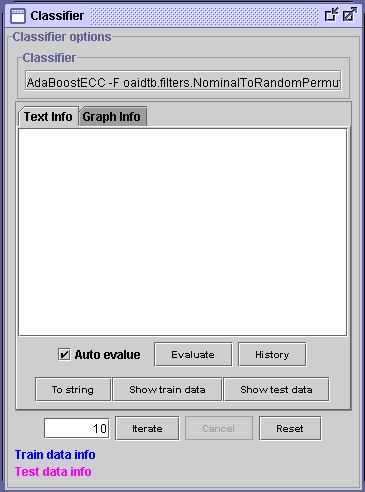 Classifier
Classifier options
Classifier
AdaBoostECC -F oaidtb.filters.NominalToRandomPermu
Text Info Graph Info
Auto evalue Evaluate History
To string Show train data Show test data
10 Iterate Cancel Reset
Train data info
Test data info